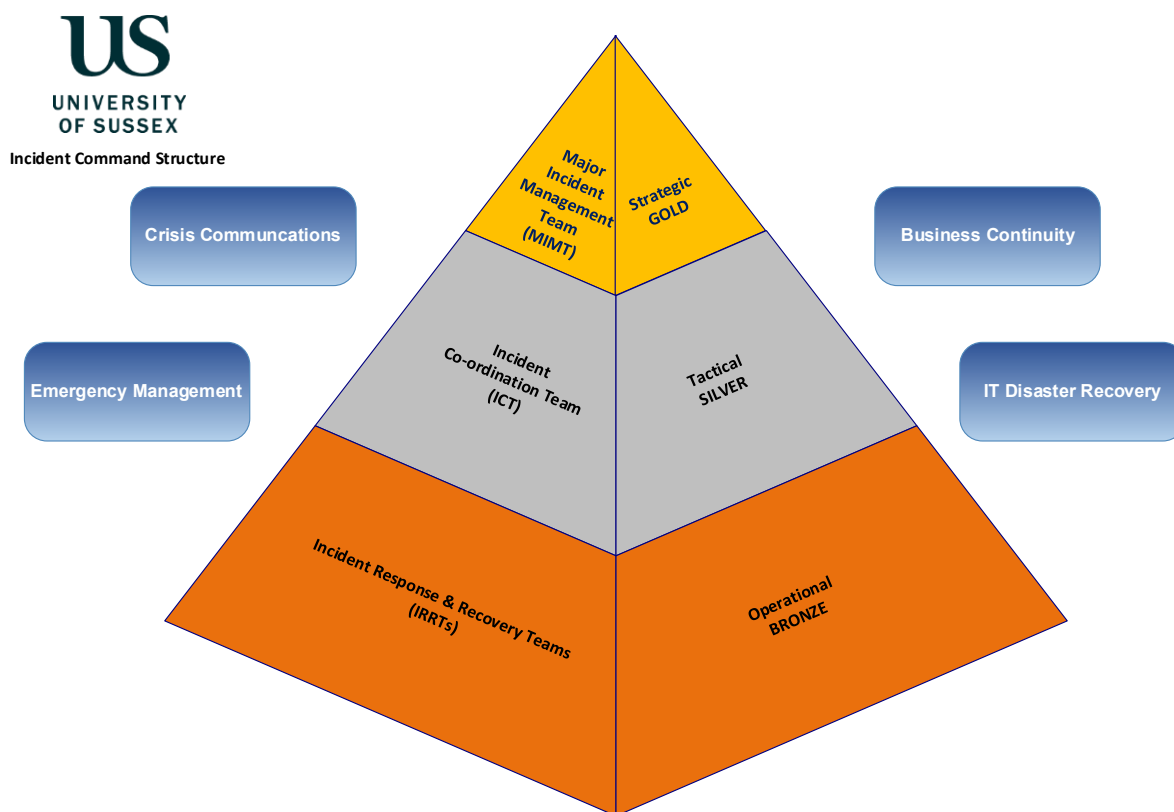 US
UNIVERSITY
OF SUSSEX
Incident Command Structure
Crisis Communcations
Business Continuity
Emergency Management
IT Disaster Recovery
Major
Incident
Management
Team
(MIMT)
Strategic
GOLD
Incident
Co-ordination Team
(ICT)
Tactical
SILVER
Incident Response & Recovery Teams
(IRRTs)
Operational
BRONZE